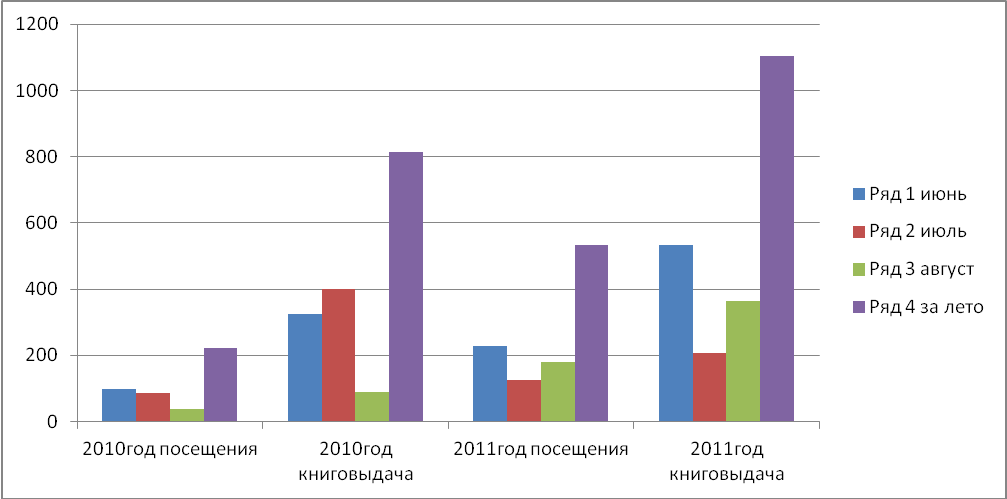 1200
1000
800
600
400
200
0
2010год посещения
2010год
книговыдача
2011год посещения
2011год
книговыдача
Ряд 1 июнь
Ряд 2 июль
Ряд 3 август
Ряд 4 за лето